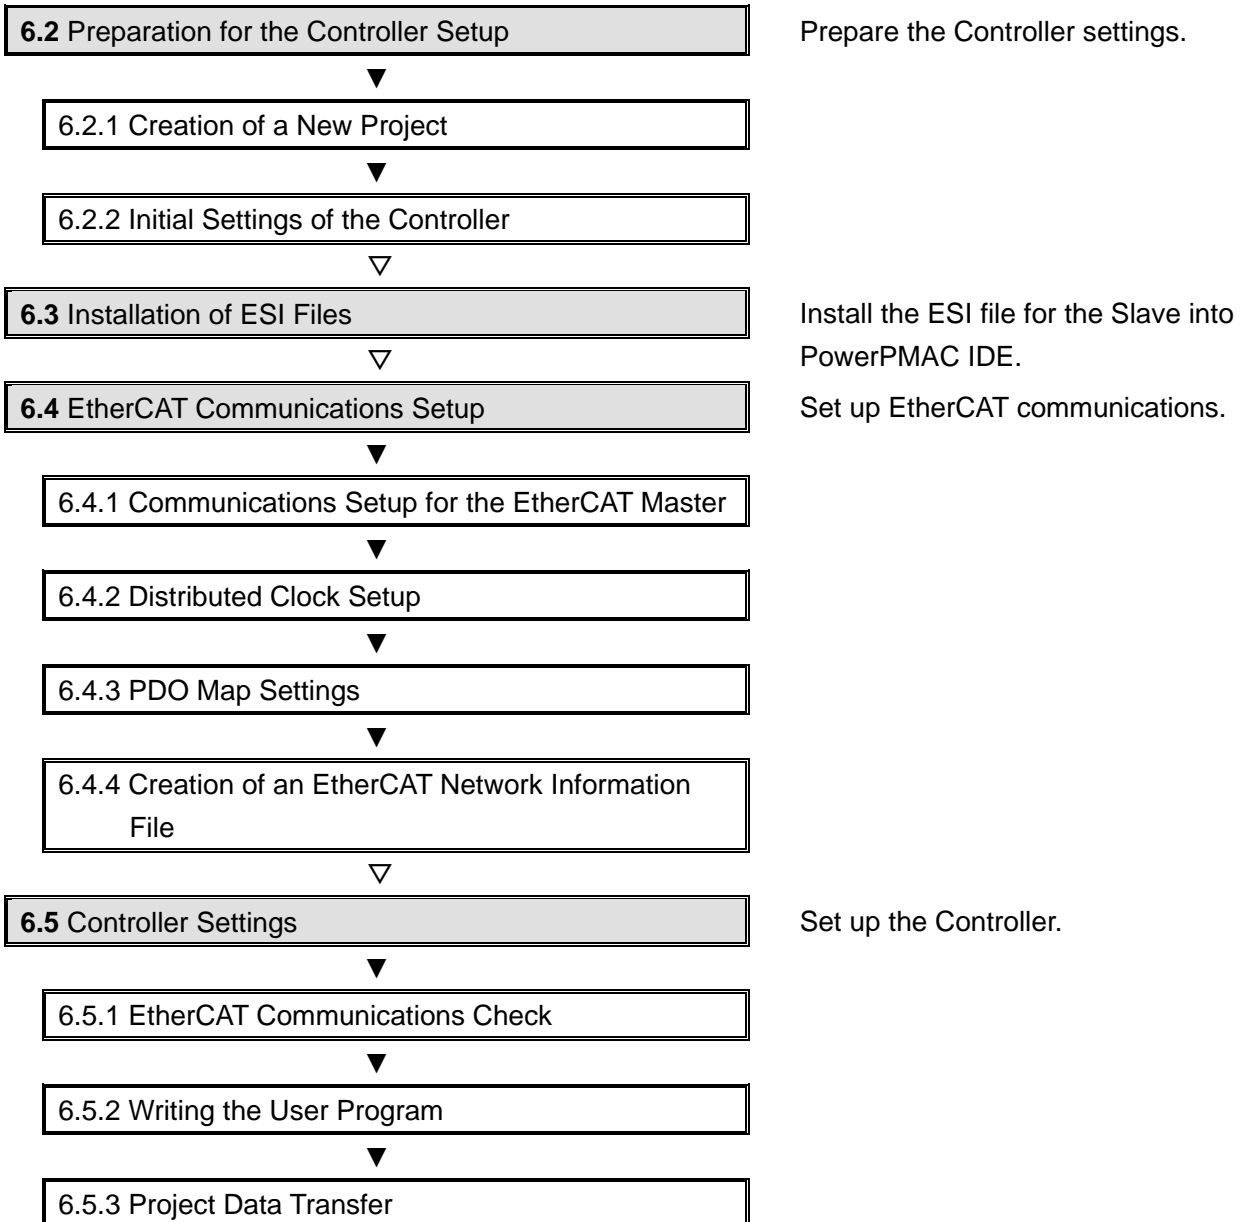 6.2 Preparation for the Controller Setup
Prepare the Controller settings.
▼
6.2.1 Creation of a New Project
▼
6.2.2 Initial Settings of the Controller
▽
6.3 Installation of ESI Files
Install the ESI file for the Slave into
PowerPMAC IDE.
▽
6.4 EtherCAT Communications Setup
Set up EtherCAT communications.
▼
6.4.1 Communications Setup for the EtherCAT Master
▼
6.4.2 Distributed Clock Setup
▼
6.4.3 PDO Map Settings
▼
6.4.4 Creation of an EtherCAT Network Information
File
▽
6.5 Controller Settings
Set up the Controller.
▼
6.5.1 EtherCAT Communications Check
▼
6.5.2 Writing the User Program
▼
6.5.3 Project Data Transfer